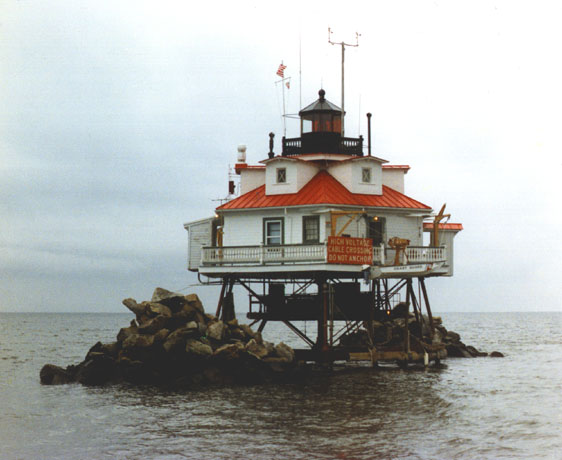 HIGH VOLTAGE
CABLE CROSSING
DO NOT ANCHOR